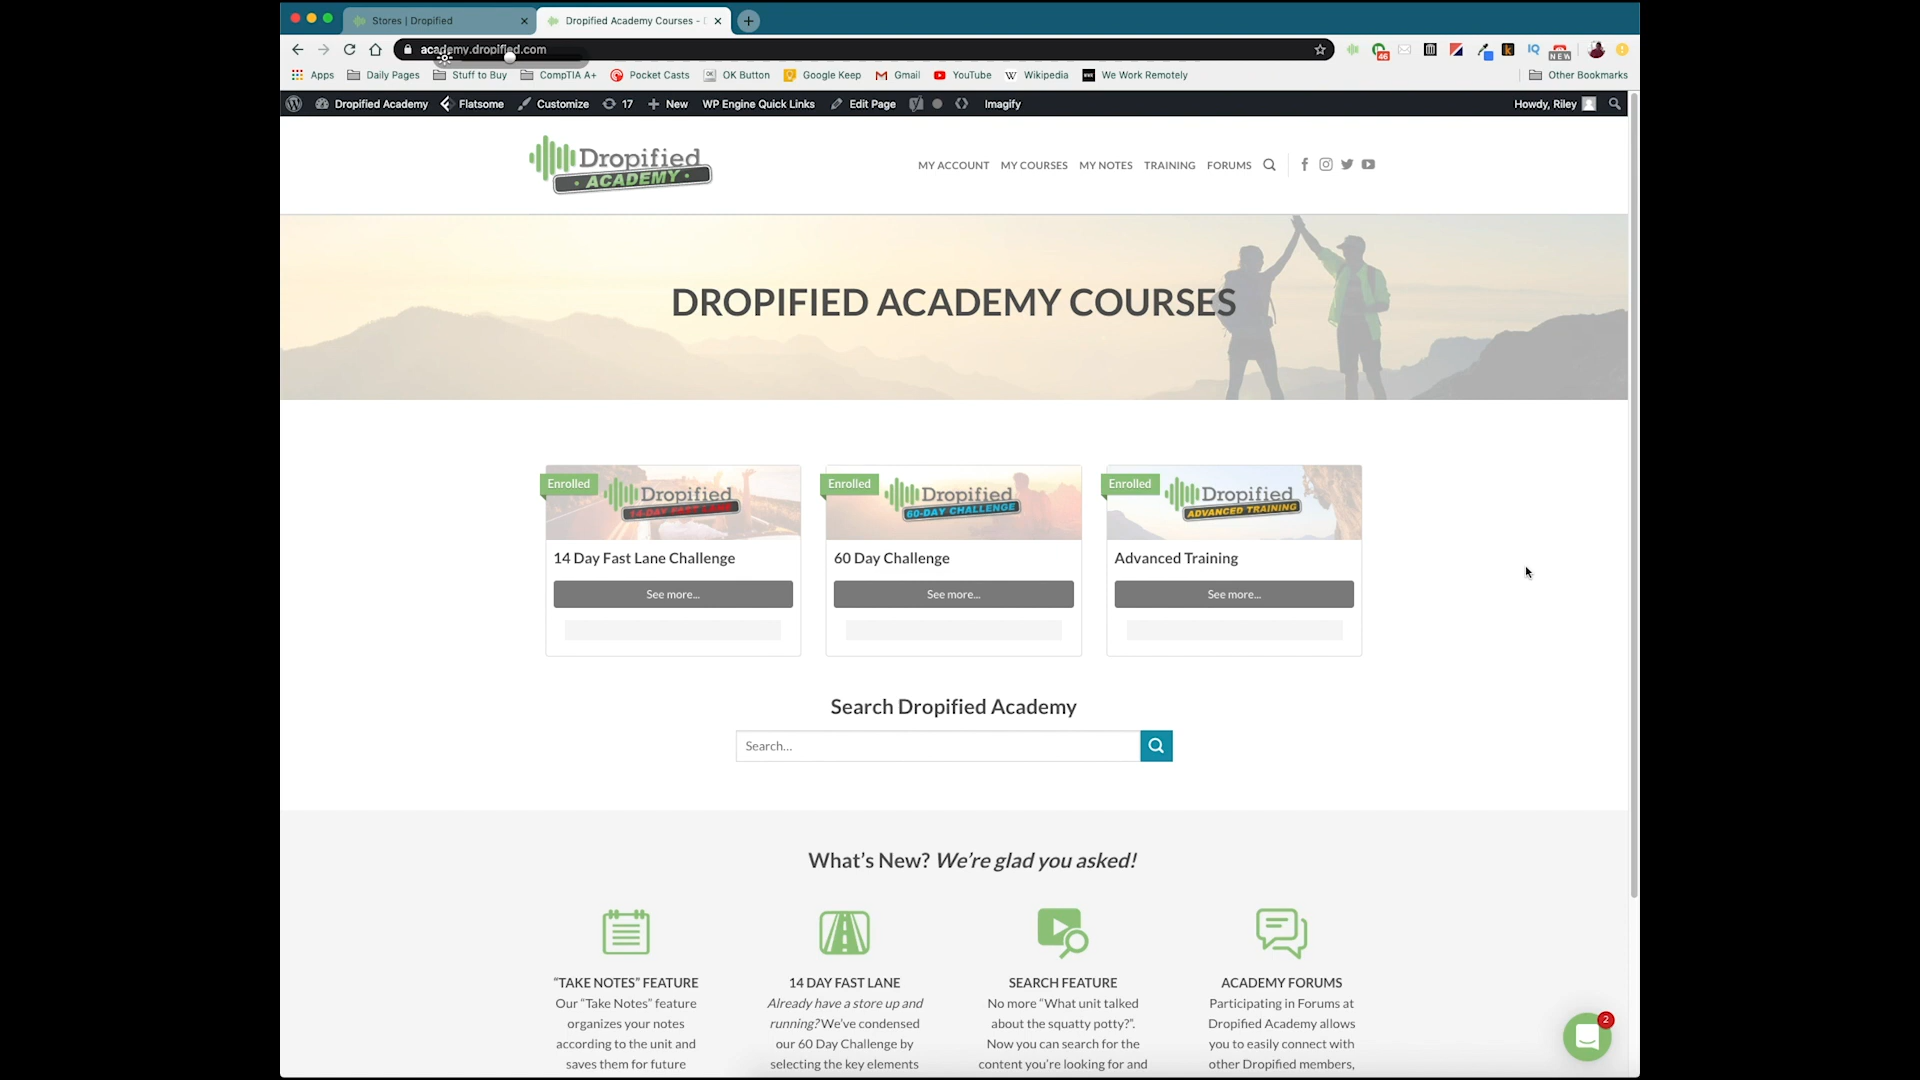 Stores | Dropified
Dropified Academy Courses -
academy.dropified.com
46
NEW
Apps
Daily Pages
Stuff to Buy
CompTIA A+
Pocket Casts
OK Button
Google Keep
Gmail
YouTube
Wikipedia
We Work Remotely
Other Bookmarks
Dropified Academy
Flatsome
Customize
17
New
WP Engine Quick Links
Edit Page
Imagify
Howdy, Riley
Dropified
ACADEMY
MY ACCOUNT
MY COURSES
MY NOTES
TRAINING
FORUMS
DROPIFIED ACADEMY COURSES
Enrolled
Dropified
14-DAY FAST LANE
Enrolled
Dropified
60-DAY CHALLENGE
Enrolled
Dropified
ADVANCED TRAINING
14 Day Fast Lane Challenge
60 Day Challenge
Advanced Training
See more...
See more...
See more...
Search Dropified Academy
Search...
What's New? We're glad you asked!
“TAKE NOTES” FEATURE
Our “Take Notes” feature
organizes your notes
according to the unit and
saves them for future
14 DAY FAST LANE
Already have a store up and
running? We've condensed
our 60 Day Challenge by
selecting the key elements
SEARCH FEATURE
No more “What unit talked
about the squatty potty?”.
Now you can search for the
content you're looking for and
ACADEMY FORUMS
Participating in Forums at
Dropified Academy allows
you to easily connect with
other Dropified members,
2